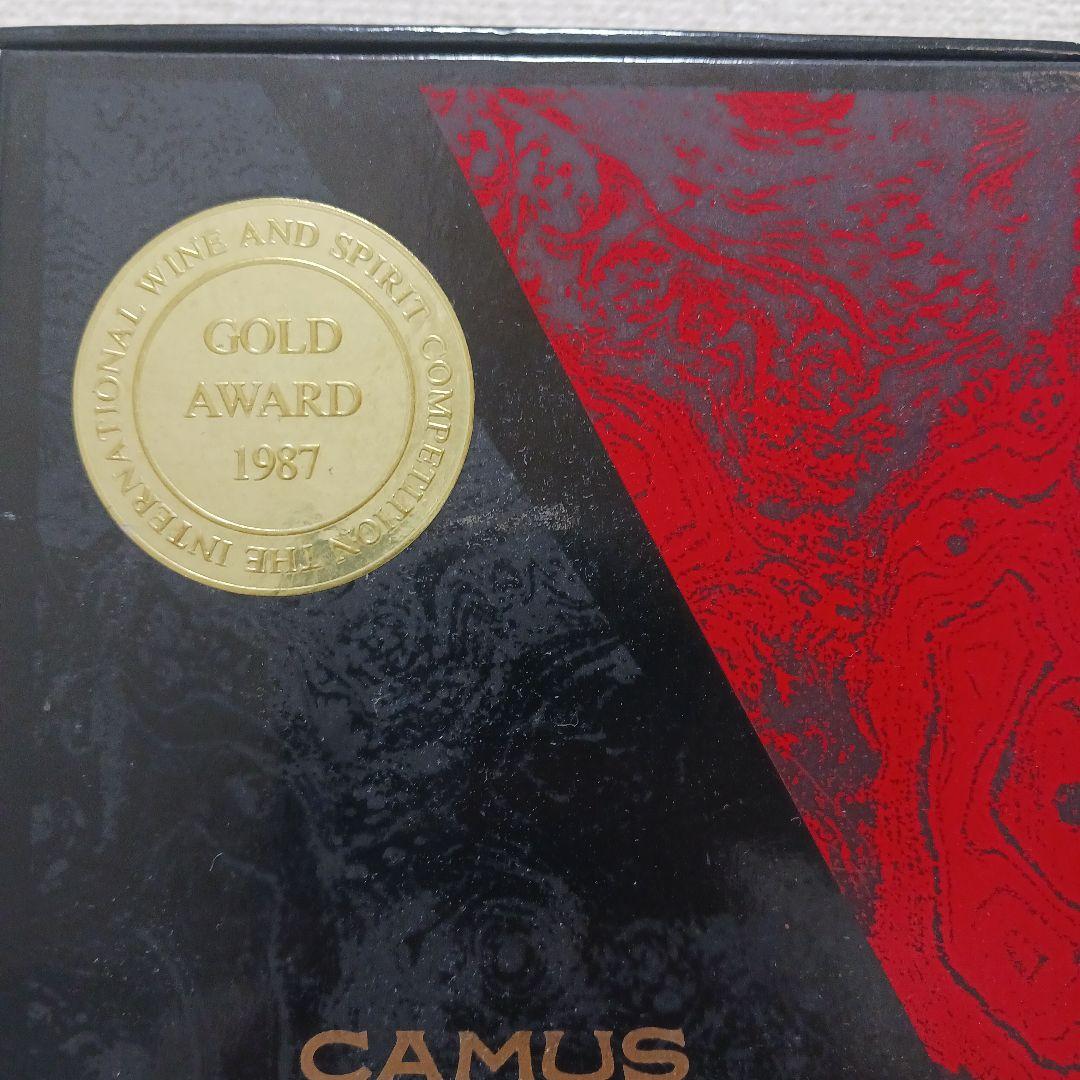 THE INTERNATIONAL WINE AND SPIRIT COMPETITION
GOLD
AWARD
1987
CAMUS